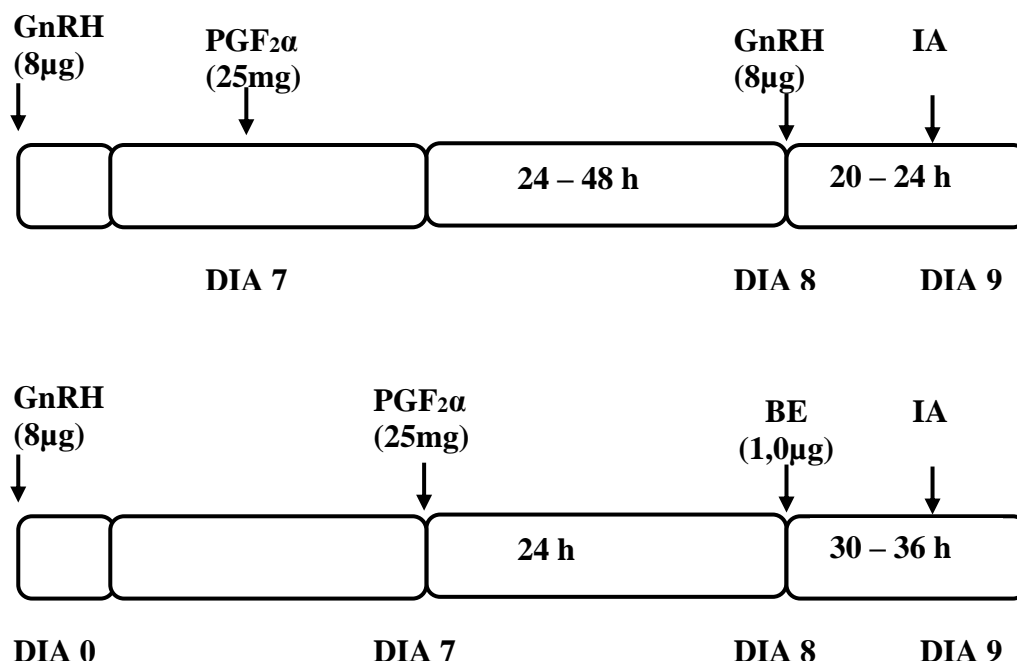 GnRH
(8µg)
PGF₂α
(25mg)
GnRH
(8µg)
IA
24 – 48 h
20 – 24 h
DIA 7
DIA 8
DIA 9
GnRH
(8µg)
PGF₂α
(25mg)
BE
(1,0µg)
IA
24 h
30 – 36 h
DIA 0
DIA 7
DIA 8
DIA 9